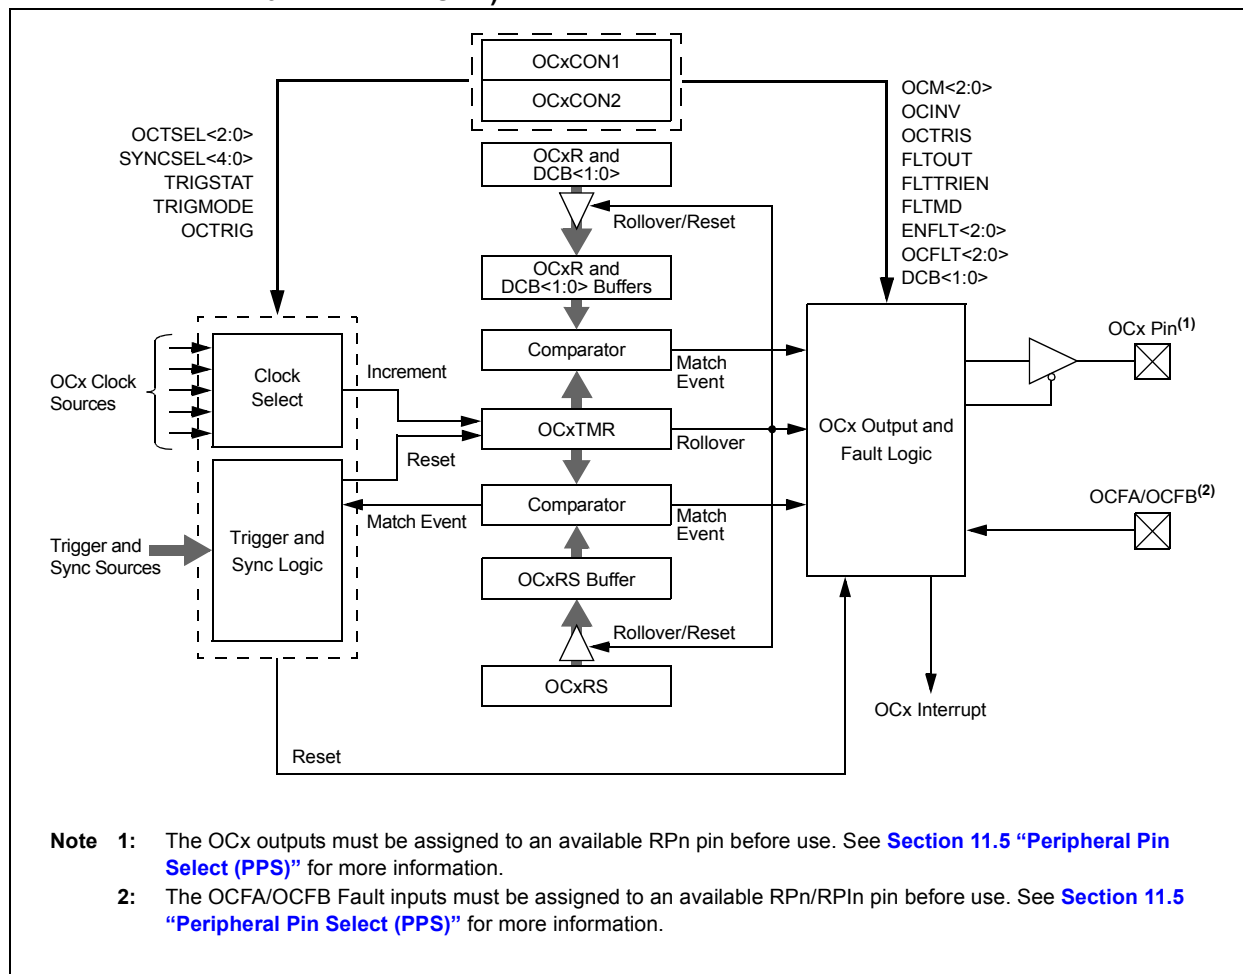 OCxCON1
OCxCON2
OCTSEL<2:0>
SYNCSEL<4:0>
TRIGSTAT
TRIGMODE
OCTRIG
OCM<2:0>
OCINV
OCTRIS
FLTOUT
FLTTRIEN
FLTMD
ENFLT<2:0>
OCFLT<2:0>
DCB<1:0>
OCxR and
DCB<1:0>
Rollover/Reset
OCxR and
DCB<1:0> Buffers
Comparator
Match
Event
OCx Clock
Sources
Clock
Select
Increment
OCxTMR
Rollover
Reset
OCx Output and
Fault Logic
OCx Pin(1)
OCFA/OCFB(2)
Trigger and
Sync Sources
Trigger and
Sync Logic
Match Event
Comparator
Match
Event
OCxRS Buffer
Rollover/Reset
OCxRS
OCx Interrupt
Reset
Note 1: The OCx outputs must be assigned to an available RPn pin before use. See Section 11.5 “Peripheral Pin
Select (PPS)” for more information.
2: The OCFA/OCFB Fault inputs must be assigned to an available RPn/RPIn pin before use. See Section 11.5
“Peripheral Pin Select (PPS)” for more information.